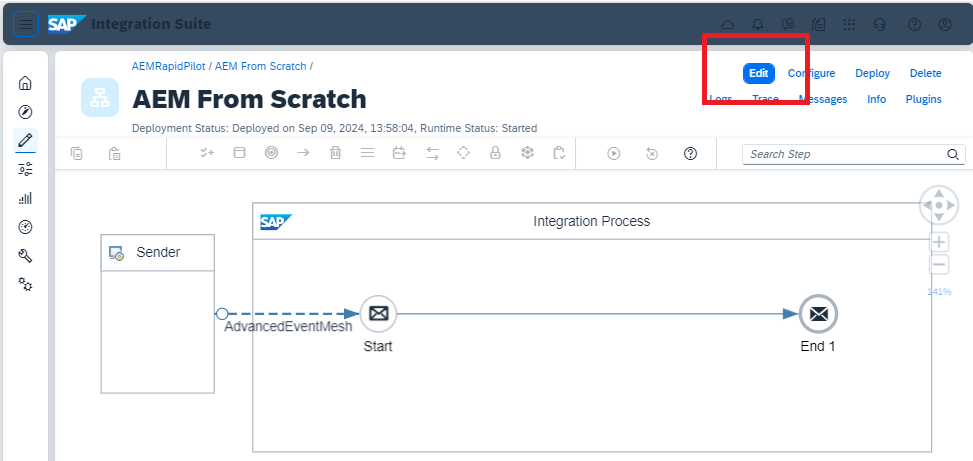 SAP Integration Suite
AEMRapidPilot / AEM From Scratch /
Edit Configure Deploy Delete
AEM From Scratch
Logs Trace Messages Info Plugins
Deployment Status: Deployed on Sep 09, 2024, 13:58:04, Runtime Status: Started
Search Step
SAP Integration Process
Sender
141%
AdvancedEventMesh
Start
End 1